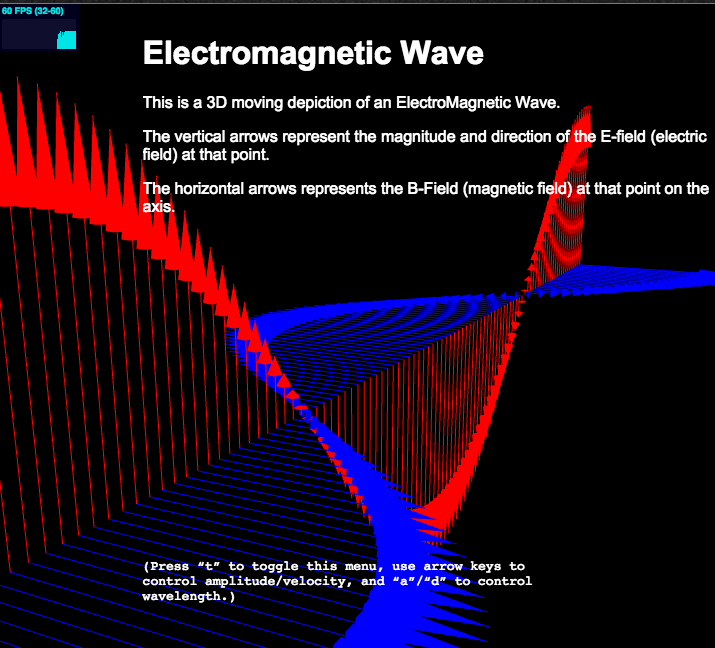 60 FPS (32-60)
Electromagnetic Wave
This is a 3D moving depiction of an ElectroMagnetic Wave.
The vertical arrows represent the magnitude and direction of the E-field (electric
field) at that point.
The horizontal arrows represents the B-Field (magnetic field) at that point on the
axis.
(Press “t” to toggle this menu, use arrow keys to
control amplitude/velocity, and “a”/“d” to control
wavelength.)